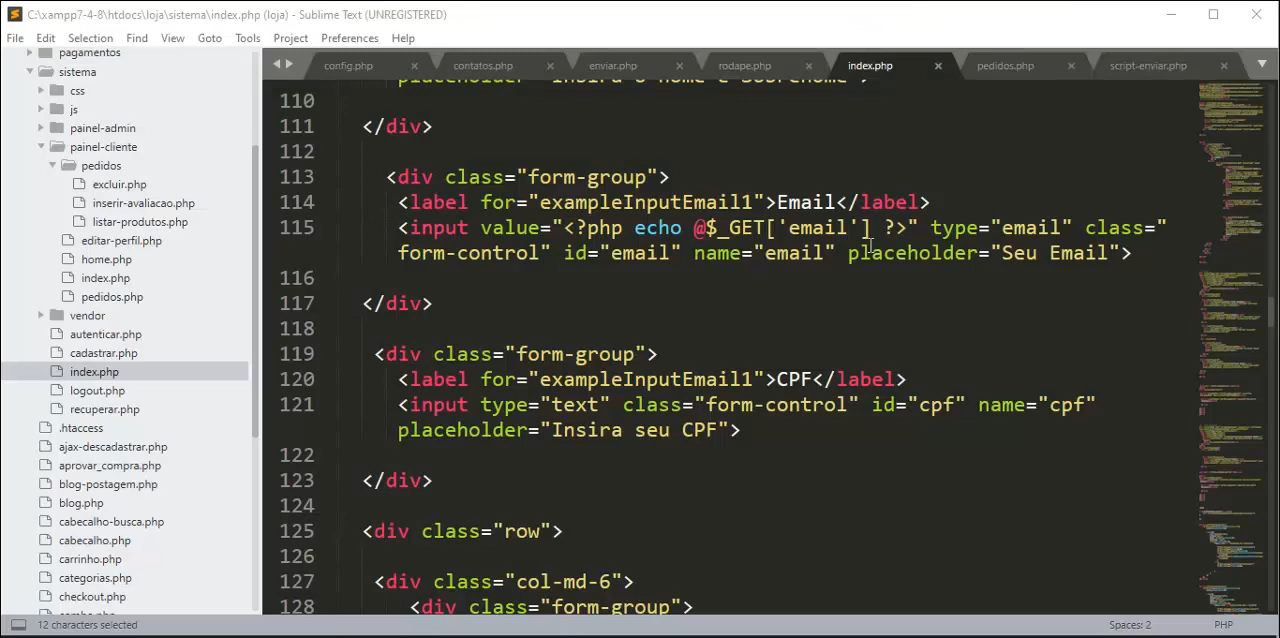 C:\xampp7-4-8\htdocs\loja\sistema\index.php (loja) - Sublime Text (UNREGISTERED)
File Edit Selection Find View Goto Tools Project Preferences Help
config.php contatos.php enviar.php rodape.php index.php pedidos.php script-enviar.php
pagamentos
sistema
css
js
painel-admin
painel-cliente
pedidos
excluir.php
inserir-avaliacao.php
listar-produtos.php
editar-perfil.php
home.php
index.php
pedidos.php
vendor
autenticar.php
cadastrar.php
index.php
logout.php
recuperar.php
.htaccess
ajax-descadastrar.php
aprovar_compra.php
blog-postagem.php
blog.php
cabecalho-busca.php
cabecalho.php
carrinho.php
categorias.php
checkout.php
placeholder="Insira o nome e Sobrenome">
110
111 </div>
112
113 <div class="form-group">
114 <label for="exampleInputEmail1">Email</label>
115 <input value="<?php echo @$_GET['email'] ?>" type="email" class="
form-control" id="email" name="email" placeholder="Seu Email">
116
117 </div>
118
119 <div class="form-group">
120 <label for="exampleInputEmail1">CPF</label>
121 <input type="text" class="form-control" id="cpf" name="cpf"
placeholder="Insira seu CPF">
122
123 </div>
124
125 <div class="row">
126
127 <div class="col-md-6">
128 <div class="form-group">
12 characters selected
Spaces: 2
PHP